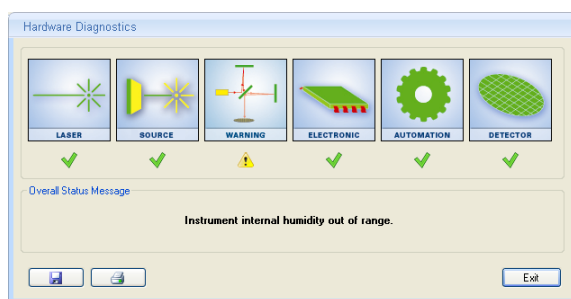 Hardware Diagnostics
LASER SOURCE WARNING ELECTRONIC AUTOMATION DETECTOR
Overall Status Message
Instrument internal humidity out of range.
Exit